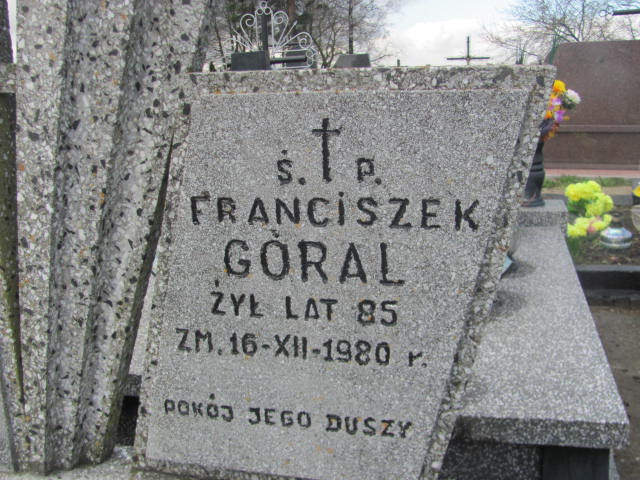 Ś. P.
FRANCISZEK
GÓRAL
ŻYŁ LAT 85
ZM. 16-XII-1980 r.
POKÓJ JEGO DUSZY